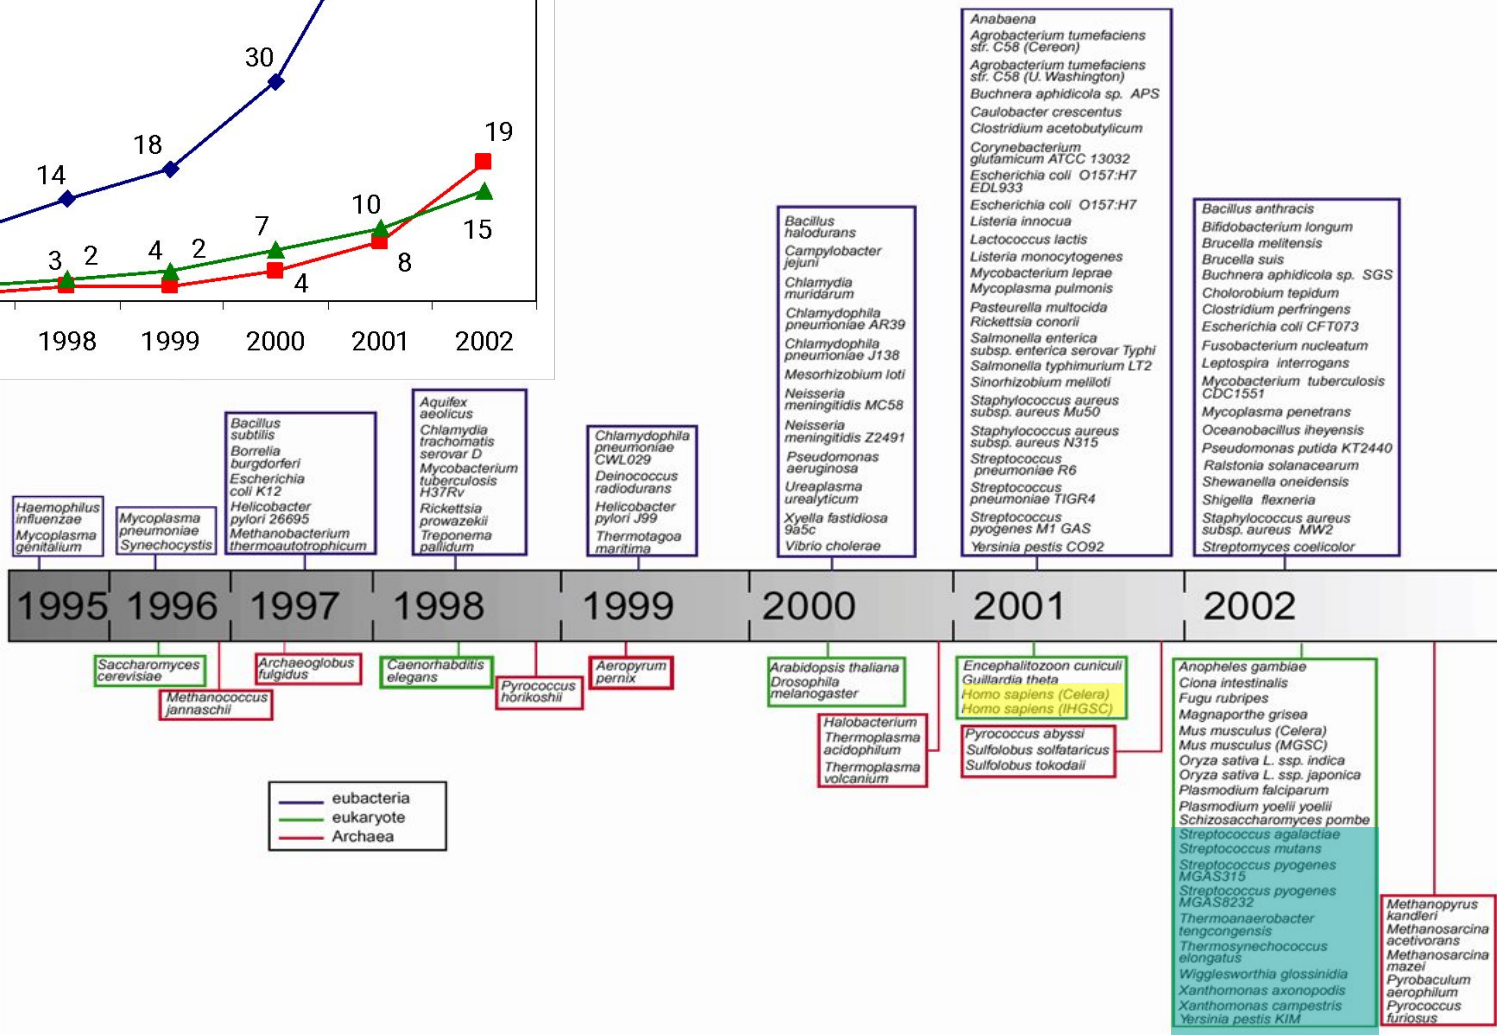 30
18
14
19
7
10
15
3
2
4
2
8
4
1998
1999
2000
2001
2002
Haemophilus
influenzae
Mycoplasma
genitalium
Mycoplasma
pneumoniae
Synechocystis
Bacillus
subtilis
Borrelia
burgdorferi
Escherichia
coli K12
Helicobacter
pylori 26695
Methanobacterium
thermoautotrophicum
Aquifex
aeolicus
Chlamydia
trachomatis
serovar D
Mycobacterium
tuberculosis
H37Rv
Rickettsia
prowazekii
Treponema
pallidum
Chlamydophila
pneumoniae
CWL029
Deinococcus
radiodurans
Helicobacter
pylori J99
Thermotagoa
maritima
Bacillus
halodurans
Campylobacter
jejuni
Chlamydia
muridarum
Chlamydophila
pneumoniae AR39
Chlamydophila
pneumoniae J138
Mesorhizobium loti
Neisseria
meningitidis MC58
Neisseria
meningitidis Z2491
Pseudomonas
aeruginosa
Ureaplasma
urealyticum
Xyella fastidiosa
9a5c
Vibrio cholerae
Anabaena
Agrobacterium tumefaciens
str. C58 (Cereon)
Agrobacterium tumefaciens
str. C58 (U. Washington)
Buchnera aphidicola sp. APS
Caulobacter crescentus
Clostridium acetobutylicum
Corynebacterium
glutamicum ATCC 13032
Escherichia coli O157:H7
EDL933
Escherichia coli O157:H7
Listeria innocua
Lactococcus lactis
Listeria monocytogenes
Mycobacterium leprae
Mycoplasma pulmonis
Pasteurella multocida
Rickettsia conorii
Salmonella enterica
subsp. enterica serovar Typhi
Salmonella typhimurium LT2
Sinorhizobium meliloti
Staphylococcus aureus
subsp. aureus Mu50
Staphylococcus aureus
subsp. aureus N315
Streptococcus
pneumoniae R6
Streptococcus
pneumoniae TIGR4
Streptococcus
pyogenes M1 GAS
Yersinia pestis CO92
Bacillus anthracis
Bifidobacterium longum
Brucella melitensis
Brucella suis
Buchnera aphidicola sp. SGS
Cholorobium tepidum
Clostridium perfringens
Escherichia coli CFT073
Fusobacterium nucleatum
Leptospira interrogans
Mycobacterium tuberculosis
CDC1551
Mycoplasma penetrans
Oceanobacillus iheyensis
Pseudomonas putida KT2440
Ralstonia solanacearum
Shewanella oneidensis
Shigella flexneria
Staphylococcus aureus
subsp. aureus MW2
Streptomyces coelicolor
1995
1996
1997
1998
1999
2000
2001
2002
Saccharomyces
cerevisiae
Methanococcus
jannaschii
Archaeoglobus
fulgidus
Caenorhabditis
elegans
Pyrococcus
horikoshii
Aeropyrum
pernix
Arabidopsis thaliana
Drosophila
melanogaster
Halobacterium
Thermoplasma
acidophilum
Thermoplasma
volcanium
Encephalitozoon cuniculi
Guillardia theta
Homo sapiens (Celera)
Homo sapiens (IHGSC)
Pyrococcus abyssi
Sulfolobus solfataricus
Sulfolobus tokodaii
Anopheles gambiae
Ciona intestinalis
Fugu rubripes
Magnaporthe grisea
Mus musculus (Celera)
Mus musculus (MGSC)
Oryza sativa L. ssp. indica
Oryza sativa L. ssp. japonica
Plasmodium falciparum
Plasmodium yoelii yoelii
Schizosaccharomyces pombe
Streptococcus agalactiae
Streptococcus mutans
Streptococcus pyogenes
MGAS315
Streptococcus pyogenes
MGAS8232
Thermoanaerobacter
tengcongensis
Thermosynechococcus
elongatus
Wigglesworthia glossinidia
Xanthomonas axonopodis
Xanthomonas campestris
Yersinia pestis KIM
Methanopyrus
kandleri
Methanosarcina
acetivorans
Methanosarcina
mazei
Pyrobaculum
aerophilum
Pyrococcus
furiosus
eubacteria
eukaryote
Archaea